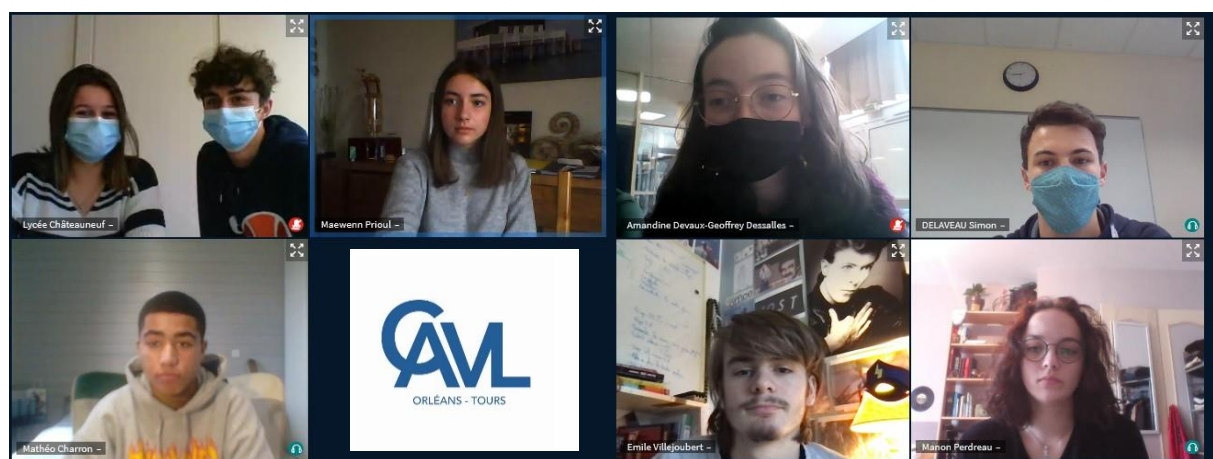 Lycée Châteauneuf –
Maewenn Prioul –
Amandine Devaux-Geoffrey Dessalles –
DELAVEAU Simon –
Mathéo Charron –
CAVL
ORLÉANS - TOURS
Emile Villejoubert –
Manon Perdreau –